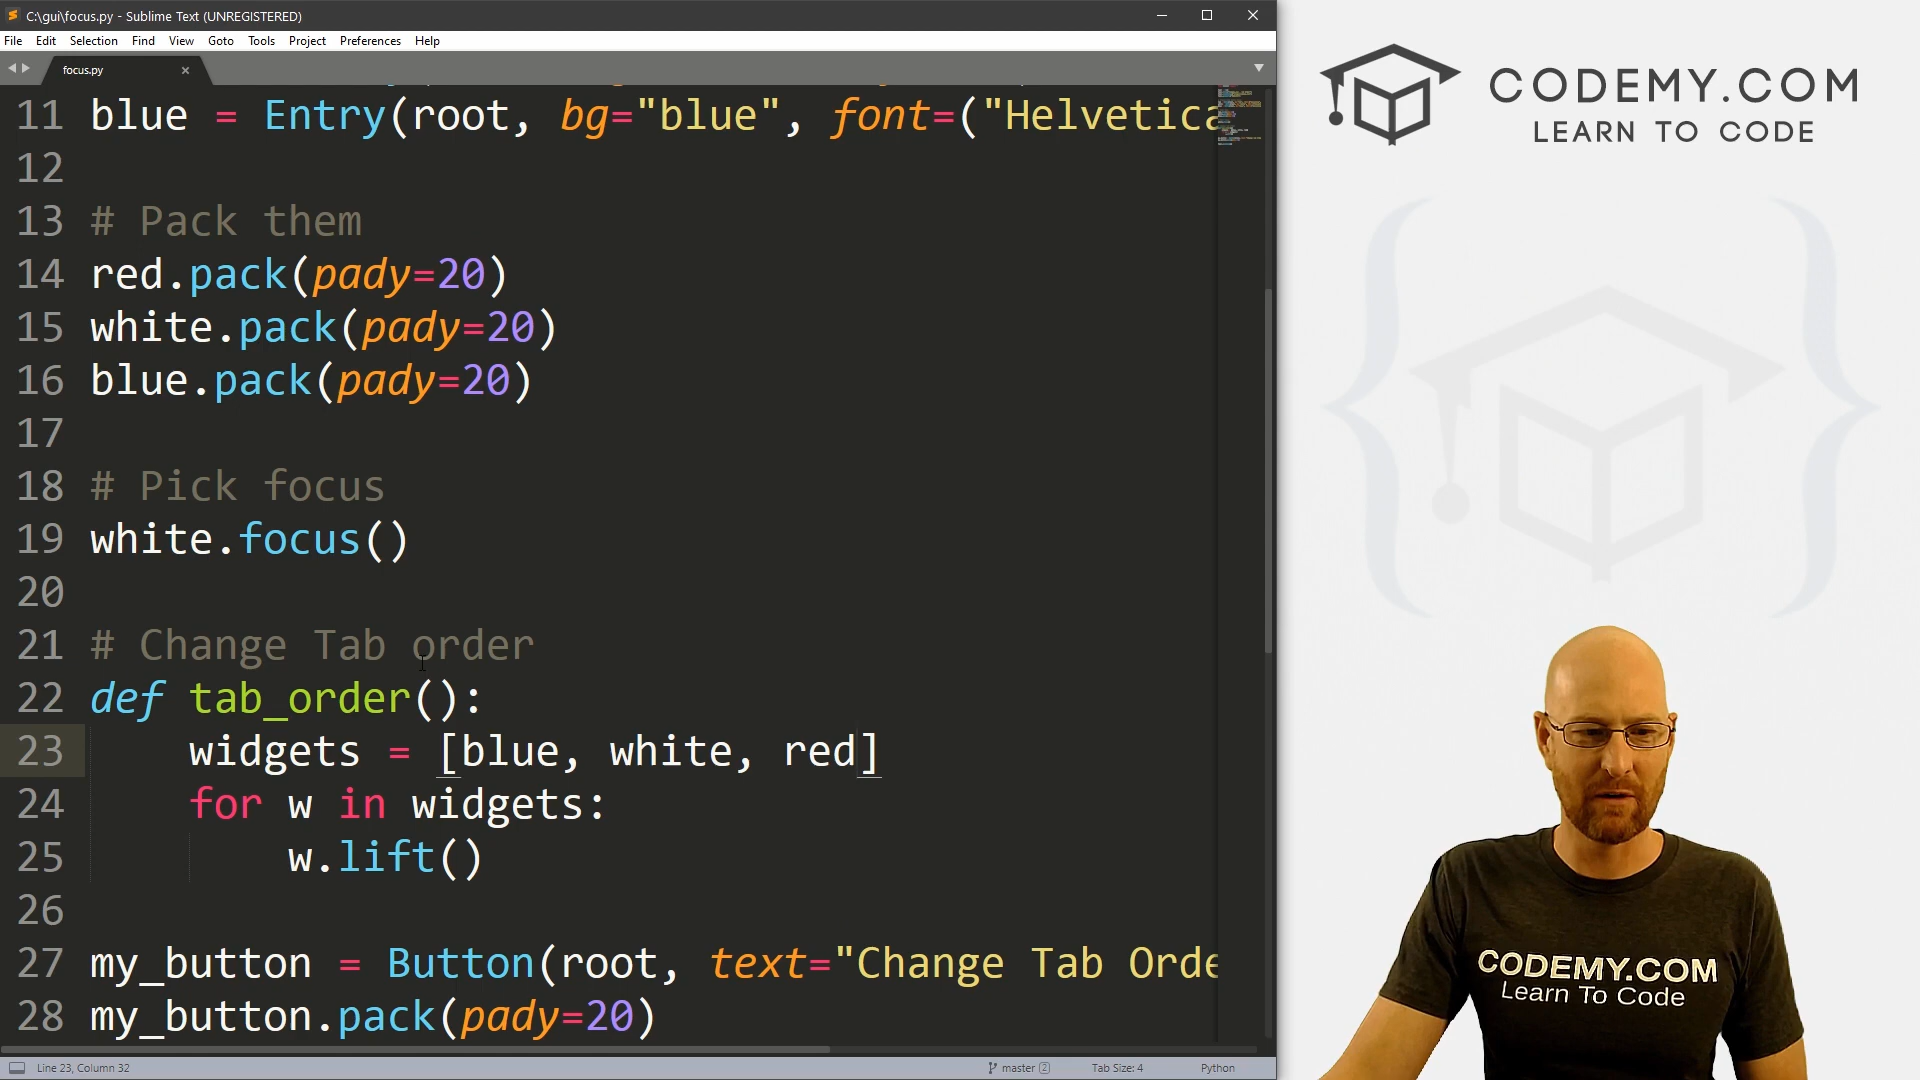 C:\gui\focus.py - Sublime Text (UNREGISTERED)
File Edit Selection Find View Goto Tools Project Preferences Help
focus.py
11 blue = Entry(root, bg="blue", font=("Helvetica
12
13 # Pack them
14 red.pack(pady=20)
15 white.pack(pady=20)
16 blue.pack(pady=20)
17
18 # Pick focus
19 white.focus()
20
21 # Change Tab order
22 def tab_order():
23 widgets = [blue, white, red]
24 for w in widgets:
25 w.lift()
26
27 my_button = Button(root, text="Change Tab Orde
28 my_button.pack(pady=20)
Line 23, Column 32
master 2
Tab Size: 4
Python
CODEMY.COM
LEARN TO CODE
CODEMY.COM
Learn To Code